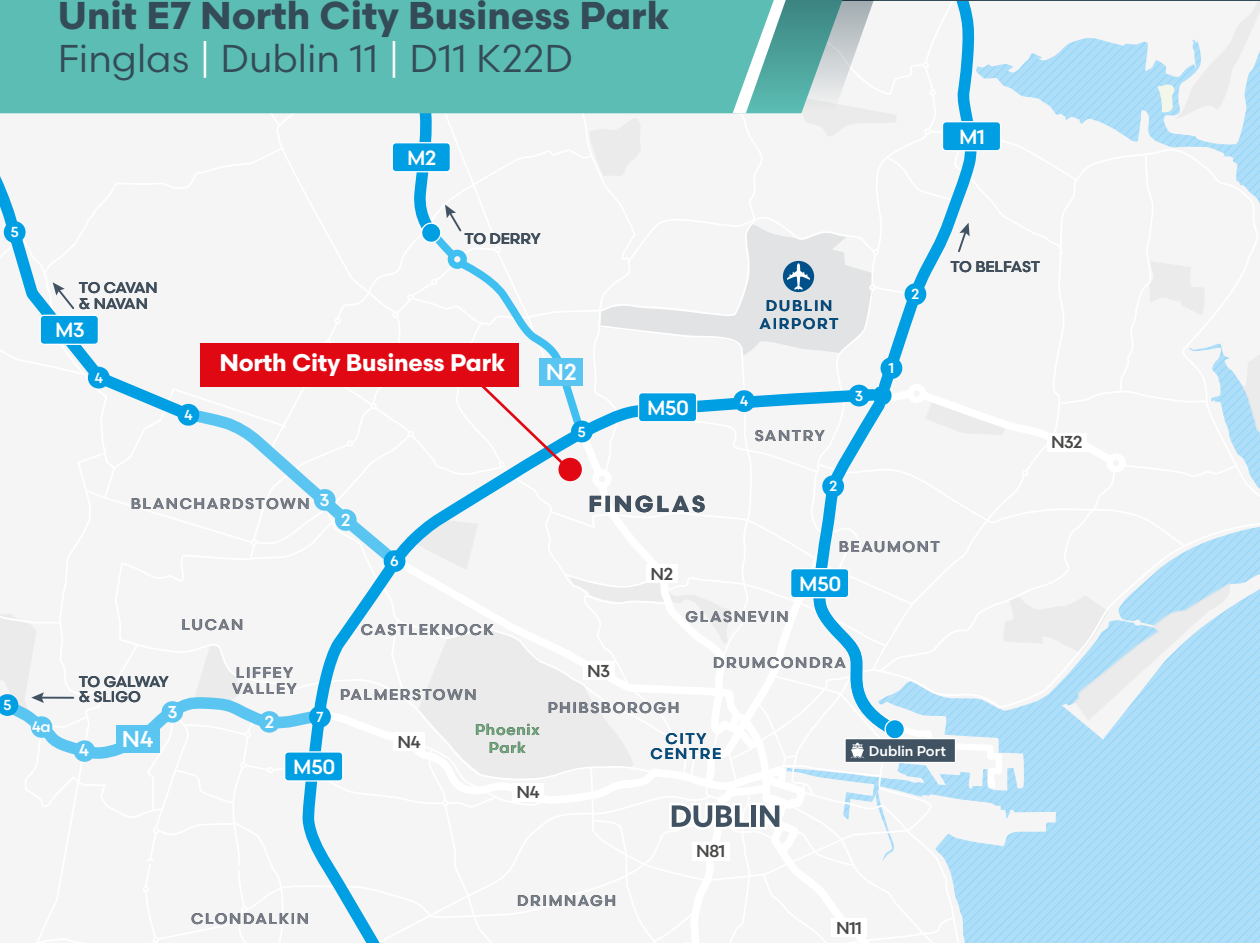 Unit E7 North City Business Park
Finglas | Dublin 11 | D11 K22D
M1
M2
TO DERRY
5
TO BELFAST
TO CAVAN
& NAVAN
DUBLIN
AIRPORT
2
M3
North City Business Park
N2
1
4
4
M50
4
3
5
SANTRY
N32
BLANCHARDSTOWN
3
2
2
FINGLAS
BEAUMONT
6
N2
M50
LUCAN
CASTLEKNOCK
GLASNEVIN
DRUMCONDRA
N3
LIFFEY
VALLEY
TO GALWAY
& SLIGO
PALMERSTOWN
PHIBSBOROGH
5
4a
4
N4
3
2
7
N4
Phoenix
Park
CITY
CENTRE
Dublin Port
M50
N4
DUBLIN
N81
DRIMNAGH
CLONDALKIN
N11